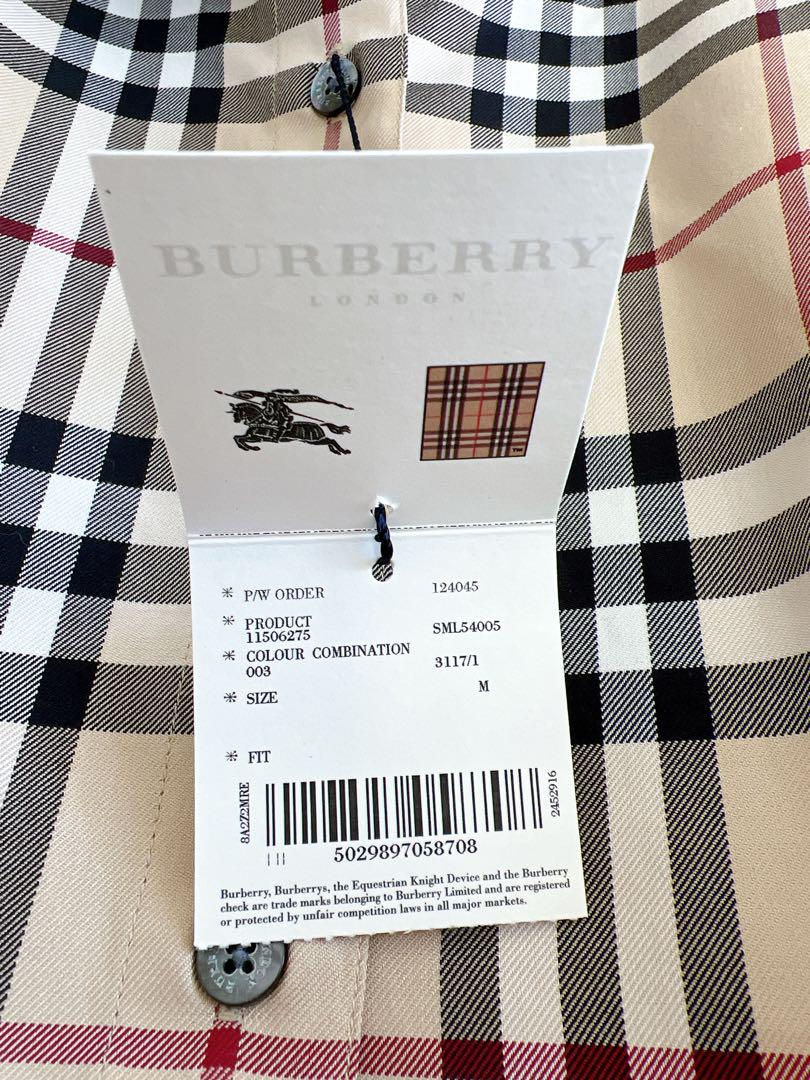 BURBERRY
LONDON
TM
* P/W ORDER 124045
* PRODUCT
11506275 SML54005
* COLOUR COMBINATION
003 3117/1
* SIZE M
* FIT
8A2Z2MRE
2452916
5029897058708
Burberry, Burberrys, the Equestrian Knight Device and the Burberry
check are trade marks belonging to Burberry Limited and are registered
or protected by unfair competition laws in all major markets.